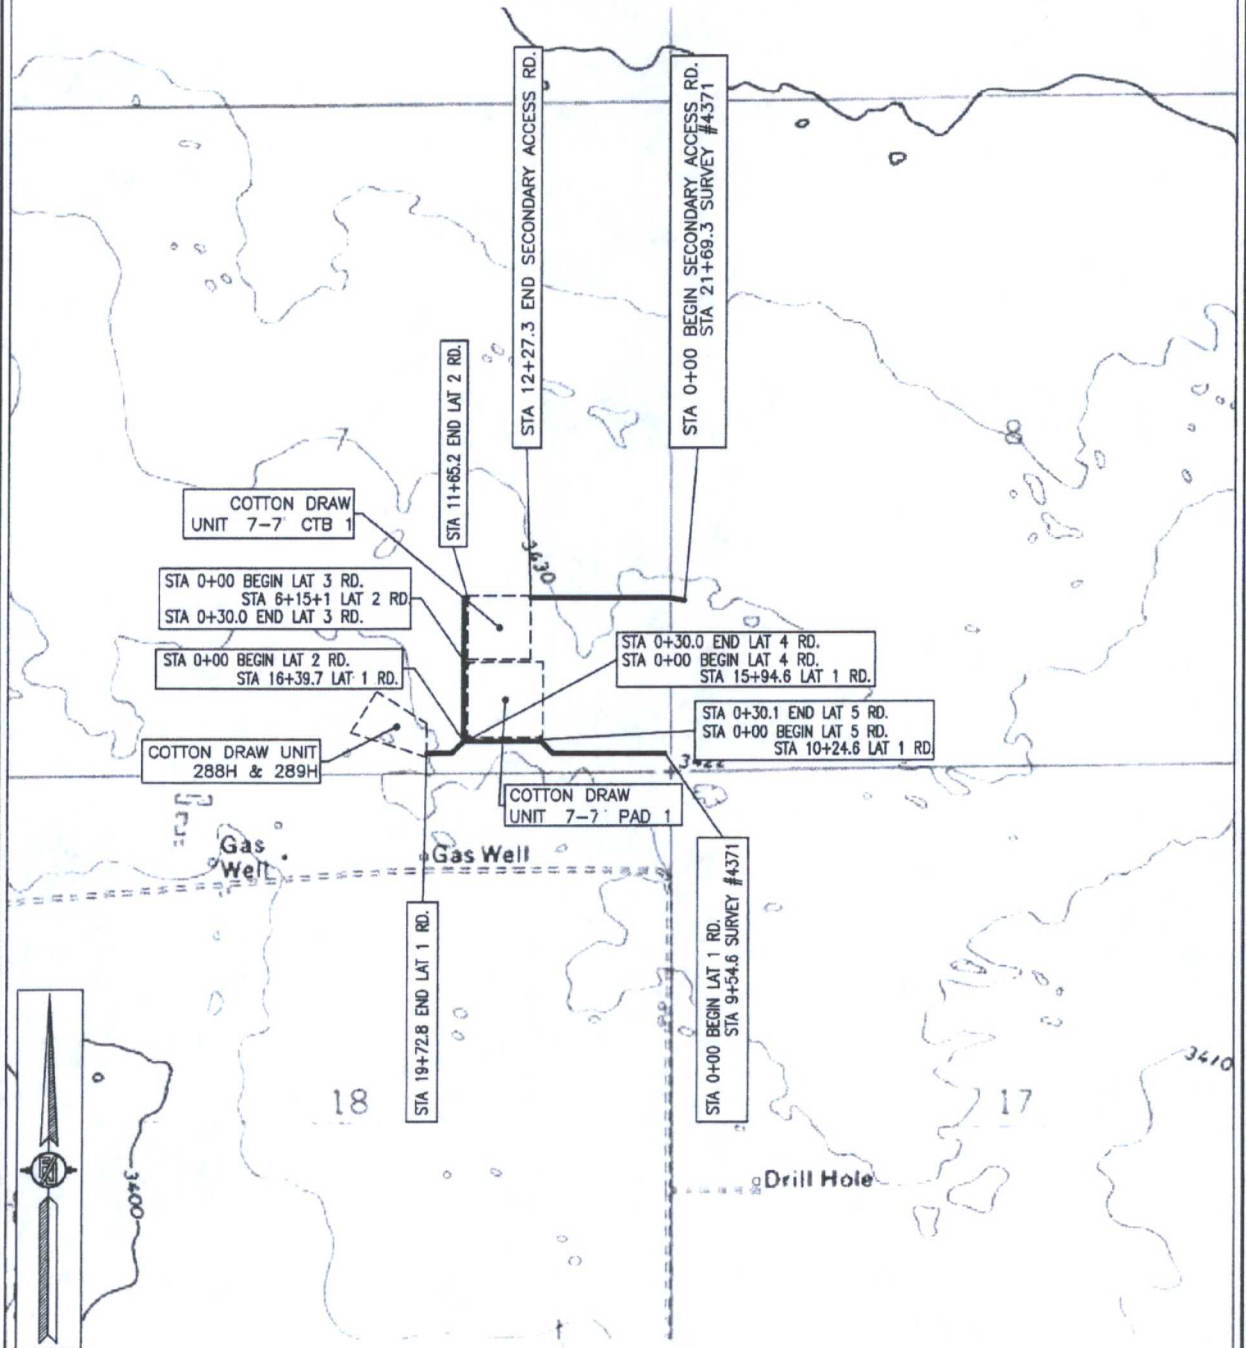 STA 12+27.3 END SECONDARY ACCESS RD.
STA 0+00 BEGIN SECONDARY ACCESS RD.
STA 21+69.3 SURVEY #4371
STA 11+65.2 END LAT 2 RD.
7
8
COTTON DRAW
UNIT 7-7 CTB 1
3430
STA 0+00 BEGIN LAT 3 RD.
STA 6+15+1 LAT 2 RD.
STA 0+30.0 END LAT 3 RD.
STA 0+30.0 END LAT 4 RD.
STA 0+00 BEGIN LAT 4 RD.
STA 15+94.6 LAT 1 RD.
STA 0+00 BEGIN LAT 2 RD.
STA 16+39.7 LAT 1 RD.
STA 0+30.1 END LAT 5 RD.
STA 0+00 BEGIN LAT 5 RD.
STA 10+24.6 LAT 1 RD.
COTTON DRAW UNIT
288H & 289H
3422
COTTON DRAW
UNIT 7-7 PAD 1
Gas
Well
Gas Well
STA 19+72.8 END LAT 1 RD.
STA 0+00 BEGIN LAT 1 RD.
STA 9+54.6 SURVEY #4371
3410
18
17
3400
Drill Hole